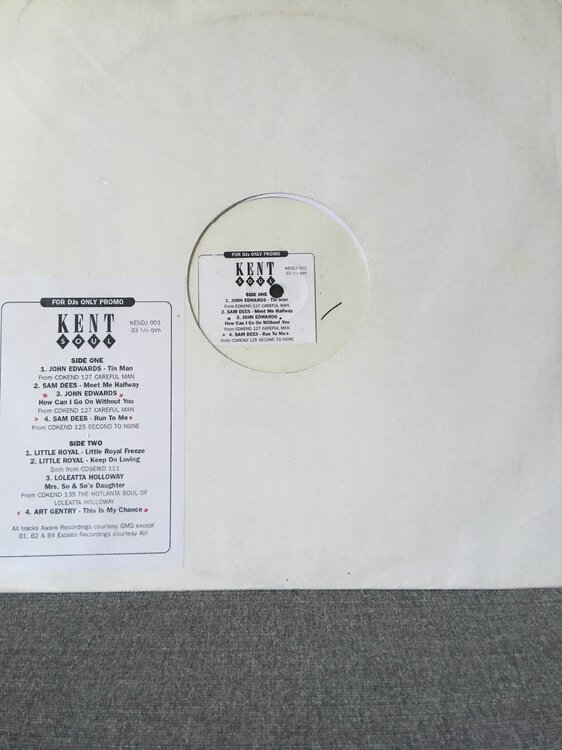 FOR DJs ONLY PROMO
KENT
SOUL
KENDJ 001
33 1/3 rpm
SIDE ONE
1. JOHN EDWARDS - Tin Man
From CDKEND 127 CAREFUL MAN
2. SAM DEES - Meet Me Halfway
* 3. JOHN EDWARDS *
How Can I Go On Without You
From CDKEND 127 CAREFUL MAN
* 4. SAM DEES - Run To Me *
From CDKEND 125 SECOND TO NONE
SIDE TWO
1. LITTLE ROYAL - Little Royal Freeze
2. LITTLE ROYAL - Keep On Loving
Both from CDSEWD 111
3. LOLEATTA HOLLOWAY
Mrs. So & So's Daughter
From CDKEND 135 THE HOTLANTA SOUL OF
LOLEATTA HOLLOWAY
* 4. ART GENTRY - This Is My Chance *
All tracks Aware Recordings courtesy GMG except
B1, B2 & B4 Excello Recordings courtesy AVI
FOR DJs ONLY PROMO
KENT
SOUL
KENDJ 001
33 1/3 rpm
SIDE ONE
1. JOHN EDWARDS - Tin man
From CDKEND 127 CAREFUL MAN
2. SAM DEES - Meet Me Halfway
* 3. JOHN EDWARDS *
How Can I Go On Without You
From CDKEND 127 CAREFUL MAN
* 4. SAM DEES - Run To Me *
From CDKEND 125 SECOND TO NONE